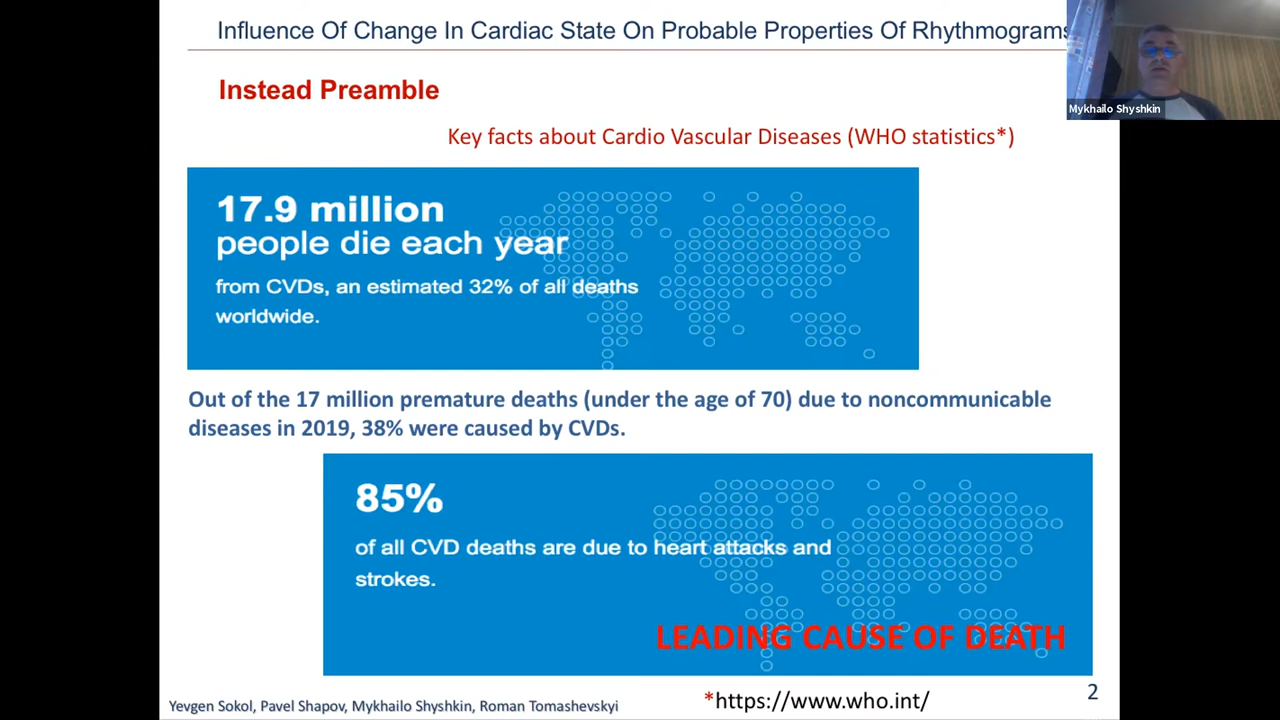 Influence Of Change In Cardiac State On Probable Properties Of Rhythmograms
Mykhailo Shyshkin
Instead Preamble
Key facts about Cardio Vascular Diseases (WHO statistics*)
17.9 million
people die each year
from CVDs, an estimated 32% of all deaths
worldwide.
Out of the 17 million premature deaths (under the age of 70) due to noncommunicable
diseases in 2019, 38% were caused by CVDs.
85%
of all CVD deaths are due to heart attacks and
strokes.
LEADING CAUSE OF DEATH
*https://www.who.int/
2
Yevgen Sokol, Pavel Shapov, Mykhailo Shyshkin, Roman Tomashevskyi